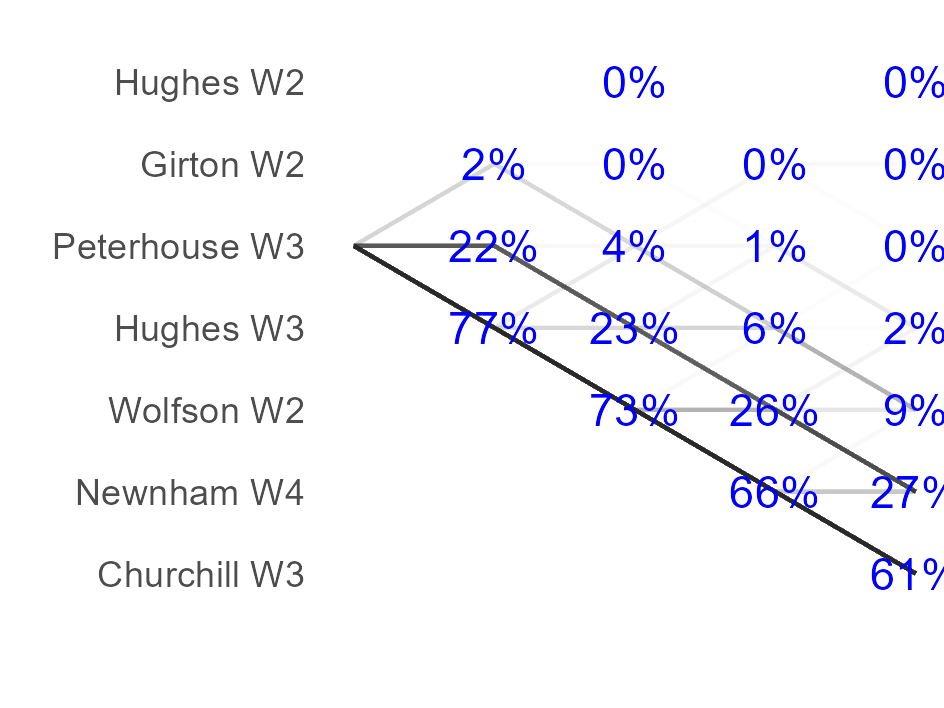 Hughes W2 0% 0%
Girton W2 2% 0% 0% 0%
Peterhouse W3 22% 4% 1% 0%
Hughes W3 77% 23% 6% 2%
Wolfson W2 73% 26% 9%
Newnham W4 66% 27%
Churchill W3 61%